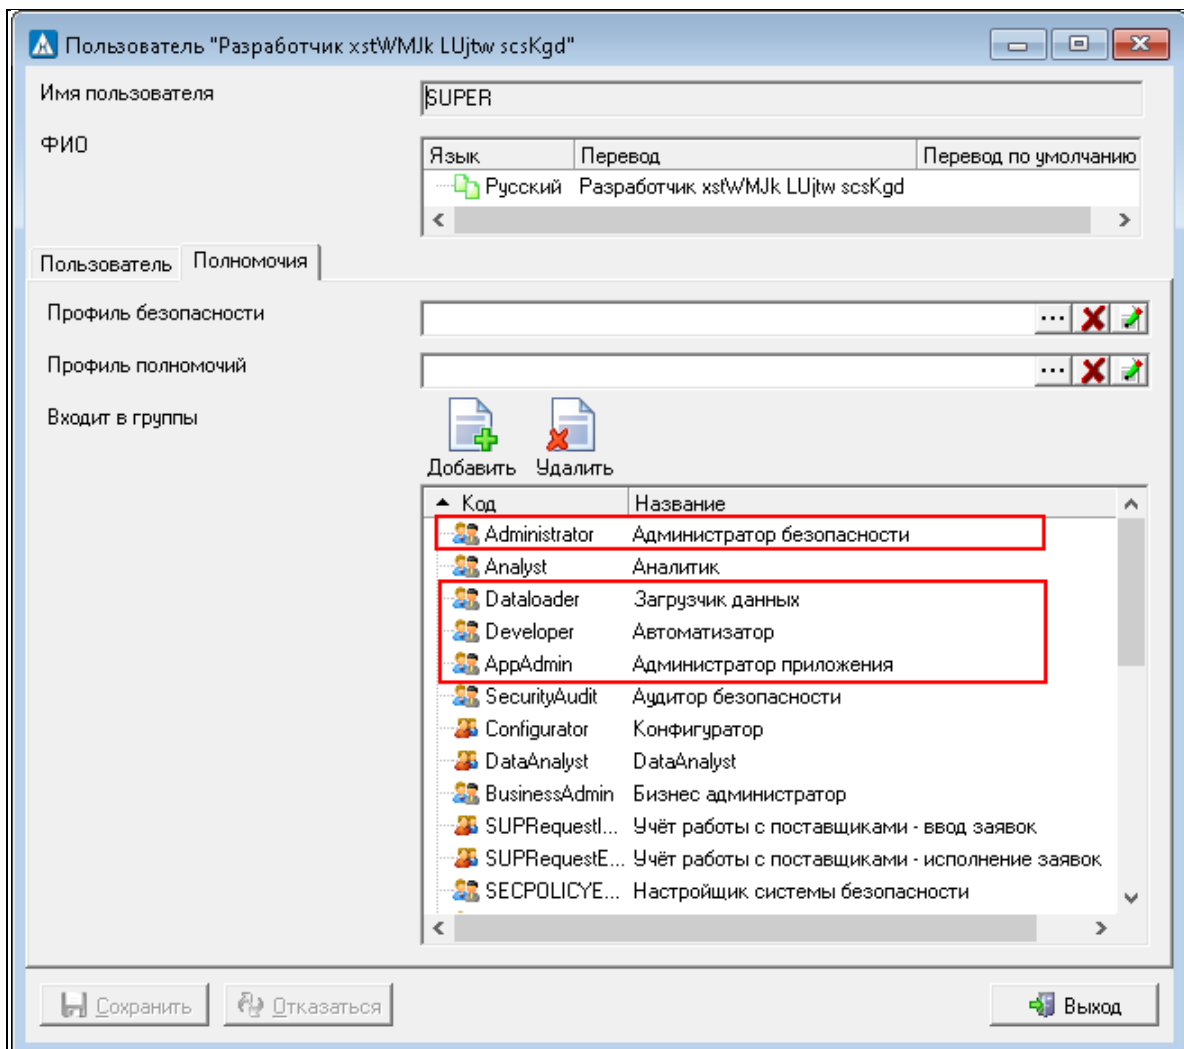 Пользователь "Разработчик xstWMJk LUjtw scsKgd"
Имя пользователя SUPER
ФИО
Язык Перевод Перевод по умолчанию
Русский Разработчик xstWMJk LUjtw scsKgd
Пользователь Полномочия
Профиль безопасности ...
Профиль полномочий ...
Входит в группы
Добавить Удалить
Код Название
Administrator Администратор безопасности
Analyst Аналитик
Dataloader Загрузчик данных
Developer Автоматизатор
AppAdmin Администратор приложения
SecurityAudit Аудитор безопасности
Configurator Конфигуратор
DataAnalyst DataAnalyst
BusinessAdmin Бизнес администратор
SUPRequestI... Учёт работы с поставщиками - ввод заявок
SUPRequestE... Учёт работы с поставщиками - исполнение заявок
SECPOLICYE... Настройщик системы безопасности
Сохранить Отказаться Выход